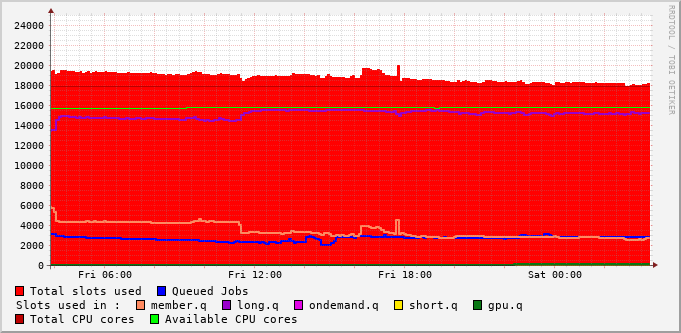 24000
22000
20000
18000
16000
14000
12000
10000
8000
6000
4000
2000
0
Fri 06:00 Fri 12:00 Fri 18:00 Sat 00:00
RRDTOOL / TOBI OETIKER
Total slots used Queued Jobs
Slots used in : member.q long.q ondemand.q short.q gpu.q
Total CPU cores Available CPU cores